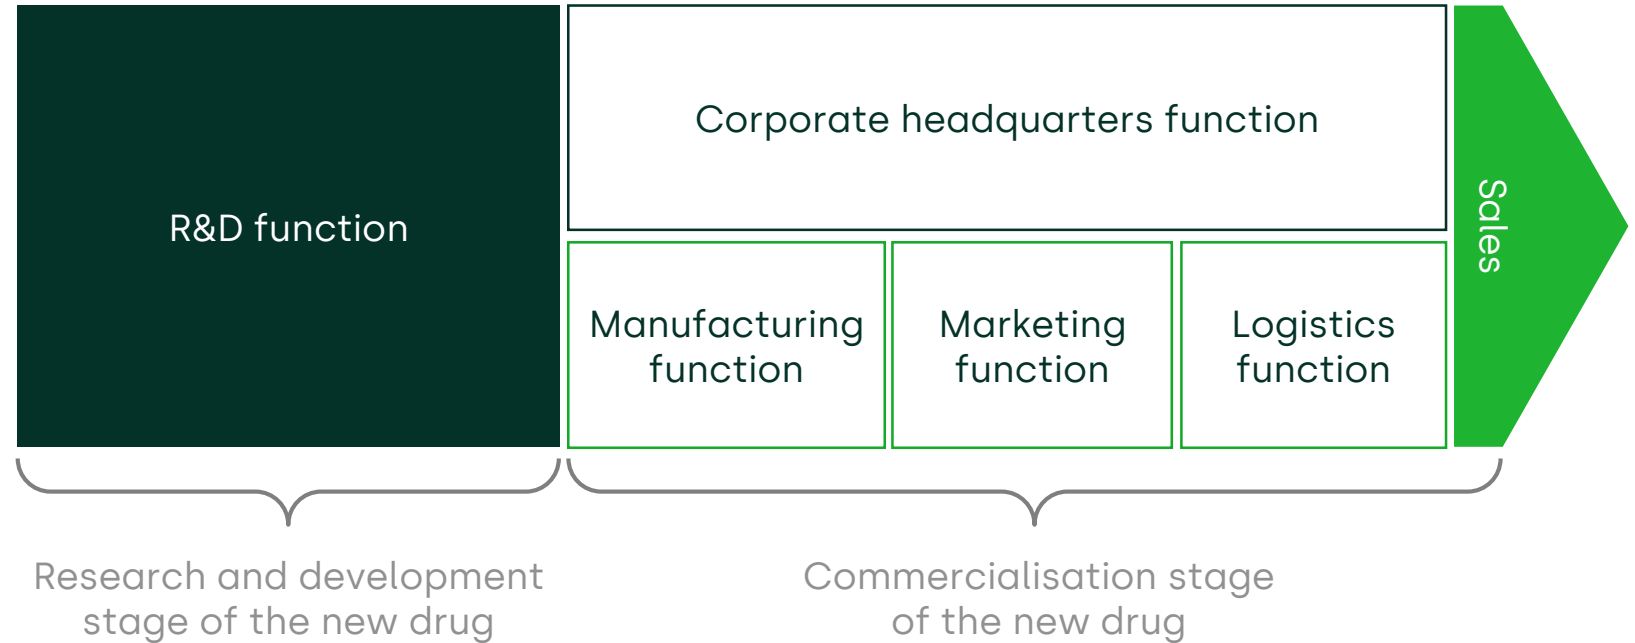 R&D function
Corporate headquarters function
Manufacturing
function
Marketing
function
Logistics
function
Sales
Research and development
stage of the new drug
Commercialisation stage
of the new drug